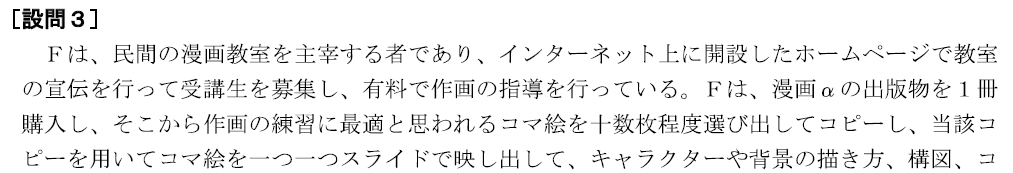 ［設問３］
　Ｆは、民間の漫画教室を主宰する者であり、インターネット上に開設したホームページで教室
の宣伝を行って受講生を募集し、有料で作画の指導を行っている。Ｆは、漫画αの出版物を１冊
購入し、そこから作画の練習に最適と思われるコマ絵を十数枚程度選び出してコピーし、当該コ
ピーを用いてコマ絵を一つ一つスライドで映し出して、キャラクターや背景の描き方、構図、コ